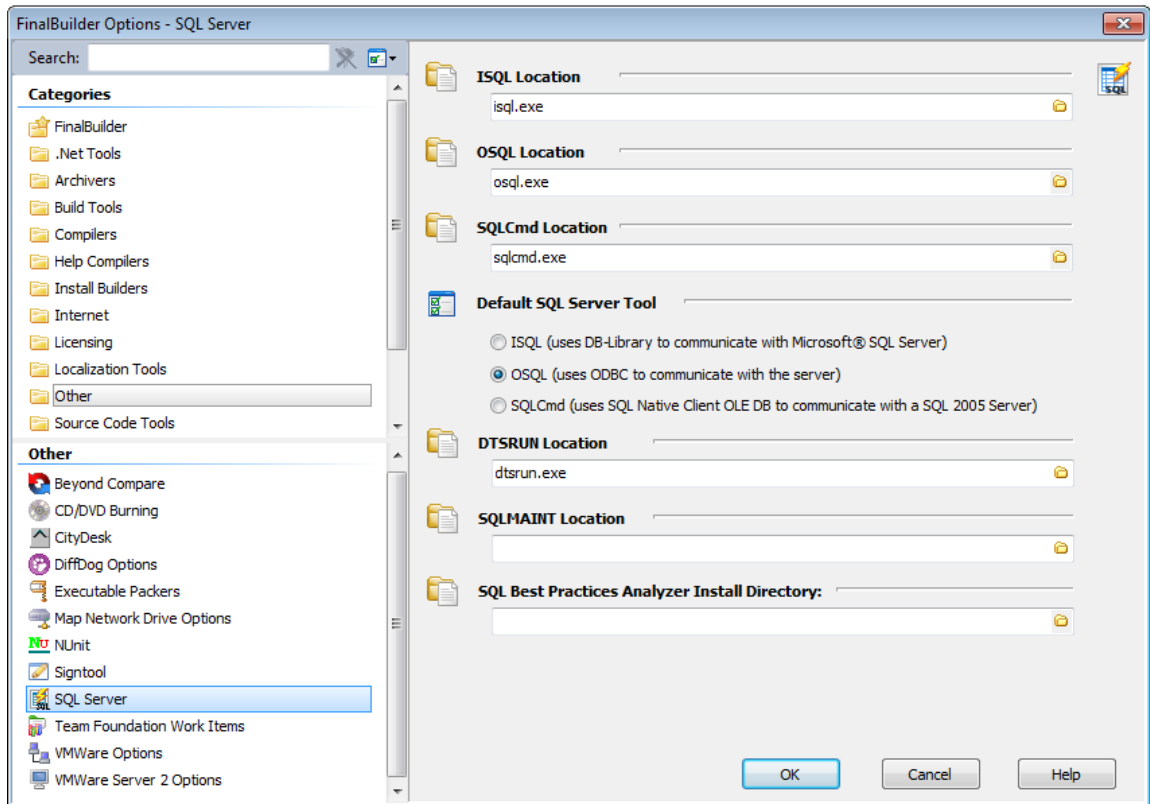 FinalBuilder Options - SQL Server
Search:
Categories
FinalBuilder
.Net Tools
Archivers
Build Tools
Compilers
Help Compilers
Install Builders
Internet
Licensing
Localization Tools
Other
Source Code Tools
Other
Beyond Compare
CD/DVD Burning
CityDesk
DiffDog Options
Executable Packers
Map Network Drive Options
NU NUnit
Signtool
SQL SQL Server
Team Foundation Work Items
VMWare Options
VMWare Server 2 Options
ISQL Location
SQL
isql.exe
OSQL Location
osql.exe
SQLCmd Location
sqlcmd.exe
Default SQL Server Tool
ISQL (uses DB-Library to communicate with Microsoft® SQL Server)
OSQL (uses ODBC to communicate with the server)
SQLCmd (uses SQL Native Client OLE DB to communicate with a SQL 2005 Server)
DTSRUN Location
dtsrun.exe
SQLMAINT Location
SQL Best Practices Analyzer Install Directory:
OK
Cancel
Help